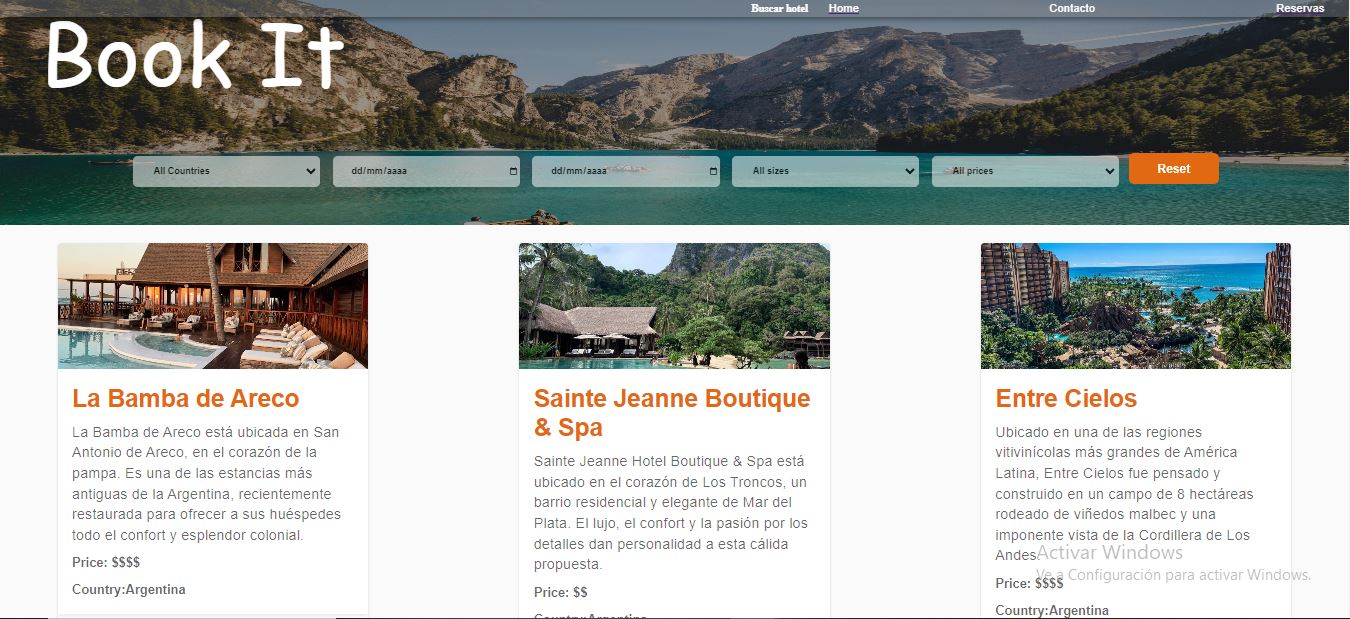 Buscar hotel Home Contacto Reservas
Book It
All Countries dd/mm/aaaa dd/mm/aaaa All sizes All prices Reset
La Bamba de Areco
La Bamba de Areco está ubicada en San
Antonio de Areco, en el corazón de la
pampa. Es una de las estancias más
antiguas de la Argentina, recientemente
restaurada para ofrecer a sus huéspedes
todo el confort y esplendor colonial.
Price: $$$$
Country:Argentina
Sainte Jeanne Boutique
& Spa
Sainte Jeanne Hotel Boutique & Spa está
ubicado en el corazón de Los Troncos, un
barrio residencial y elegante de Mar del
Plata. El lujo, el confort y la pasión por los
detalles dan personalidad a esta cálida
propuesta.
Price: $$
Country:Argentina
Entre Cielos
Ubicado en una de las regiones
vitivinícolas más grandes de América
Latina, Entre Cielos fue pensado y
construido en un campo de 8 hectáreas
rodeado de viñedos malbec y una
imponente vista de la Cordillera de Los
Andes.
Price: $$$$
Country:Argentina
Activar Windows
Ve a Configuración para activar Windows.